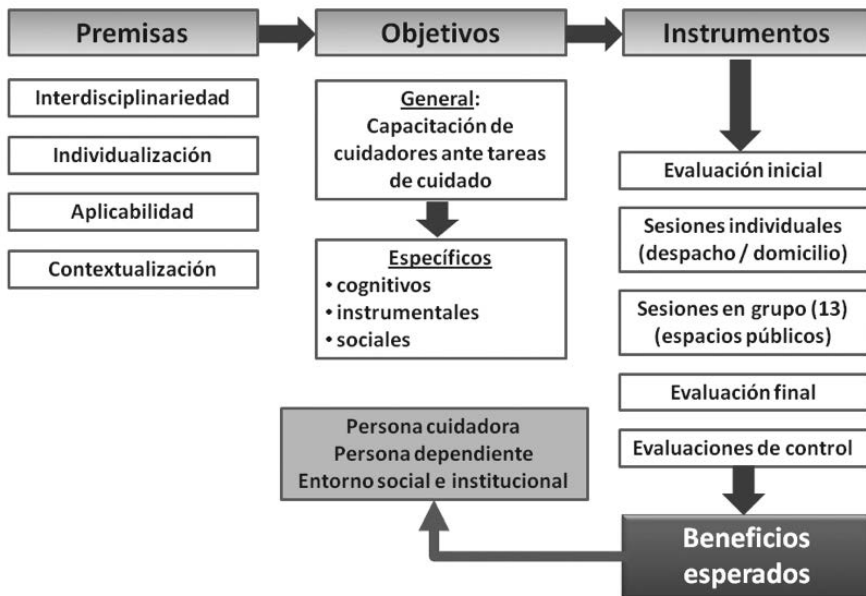 Premisas
Objetivos
Instrumentos
Interdisciplinariedad
Individualización
Aplicabilidad
Contextualización
General:
Capacitación de
cuidadores ante tareas
de cuidado
Específicos
• cognitivos
• instrumentales
• sociales
Evaluación inicial
Sesiones individuales
(despacho / domicilio)
Sesiones en grupo (13)
(espacios públicos)
Evaluación final
Evaluaciones de control
Beneficios
esperados
Persona cuidadora
Persona dependiente
Entorno social e institucional